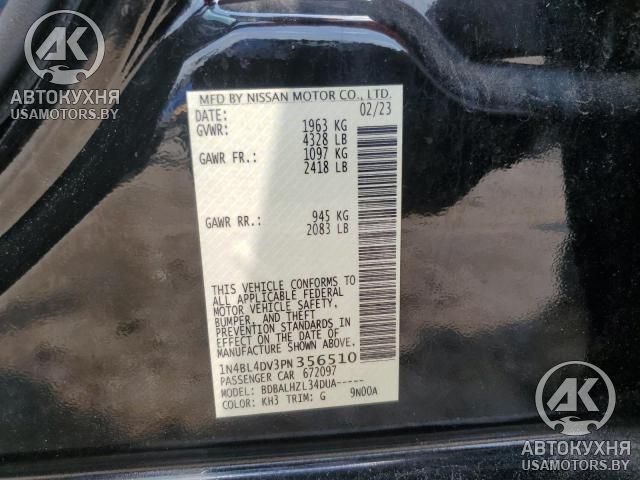 AK
АВТОКУХНЯ
USAMOTORS.BY
MFD BY NISSAN MOTOR CO., LTD.
DATE: 02/23
GVWR: 1963 KG
4328 LB
GAWR FR.: 1097 KG
2418 LB
GAWR RR.: 945 KG
2083 LB
THIS VEHICLE CONFORMS TO
ALL APPLICABLE FEDERAL
MOTOR VEHICLE SAFETY,
BUMPER, AND THEFT
PREVENTION STANDARDS IN
EFFECT ON THE DATE OF
MANUFACTURE SHOWN ABOVE.
1N4BL4DV3PN356510
PASSENGER CAR 672097
MODEL: BDBALHZL34DUA-----
COLOR: KH3 TRIM: G 9N00A
AK
АВТОКУХНЯ
USAMOTORS.BY